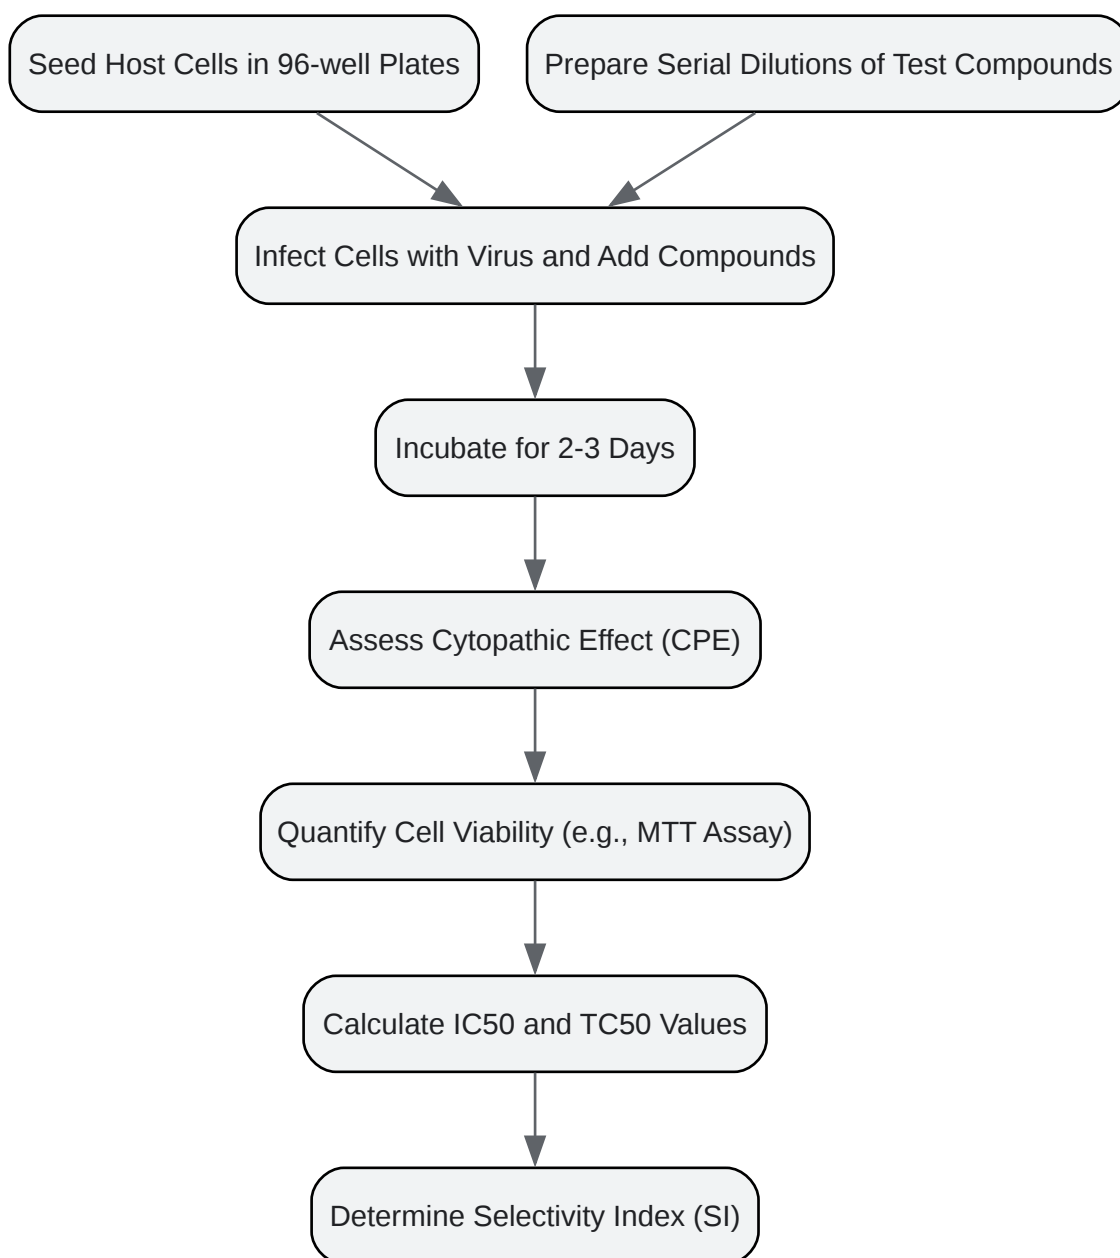 Seed Host Cells in 96-well Plates
Prepare Serial Dilutions of Test Compounds
Infect Cells with Virus and Add Compounds
Incubate for 2-3 Days
Assess Cytopathic Effect (CPE)
Quantify Cell Viability (e.g., MTT Assay)
Calculate IC50 and TC50 Values
Determine Selectivity Index (SI)